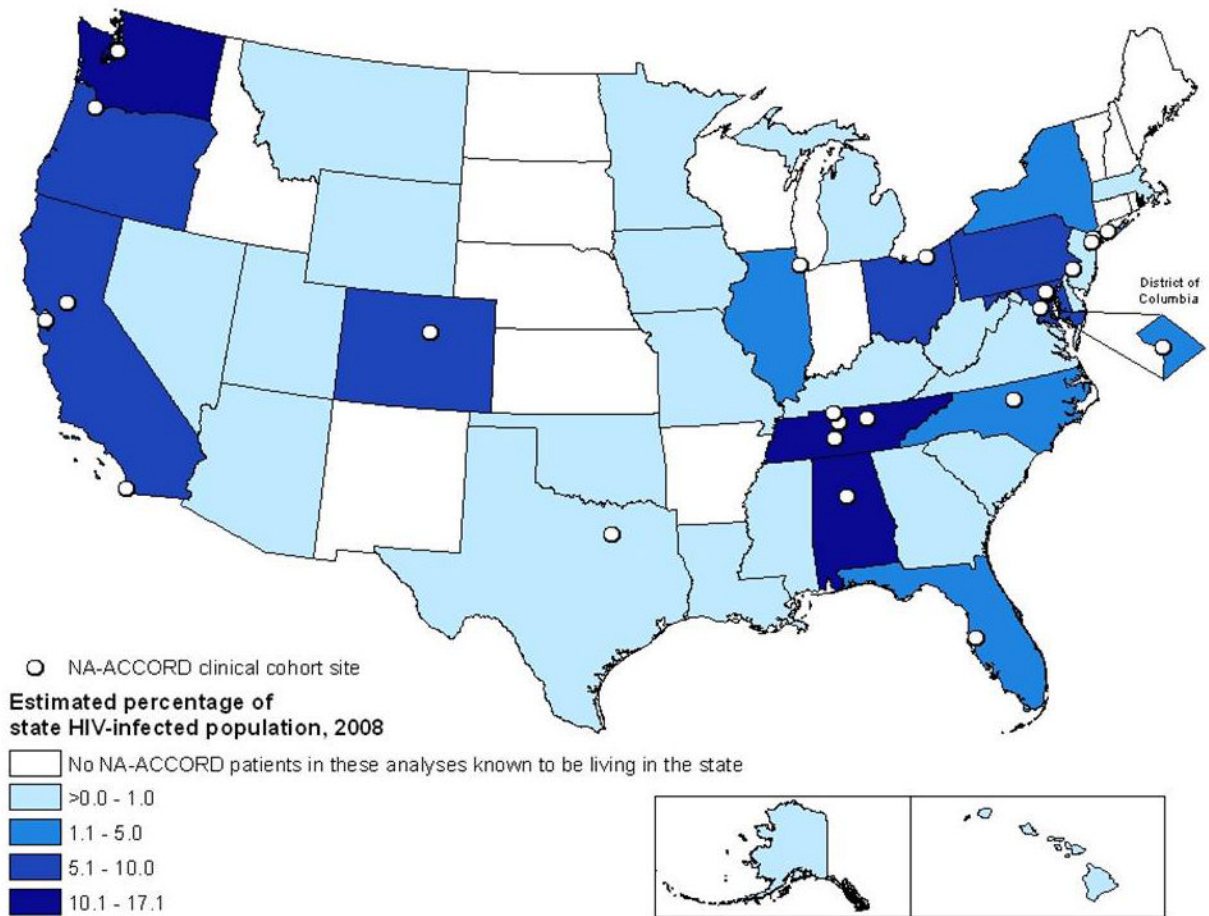 District of
Columbia
NA-ACCORD clinical cohort site
Estimated percentage of
state HIV-infected population, 2008
No NA-ACCORD patients in these analyses known to be living in the state
>0.0 - 1.0
1.1 - 5.0
5.1 - 10.0
10.1 - 17.1